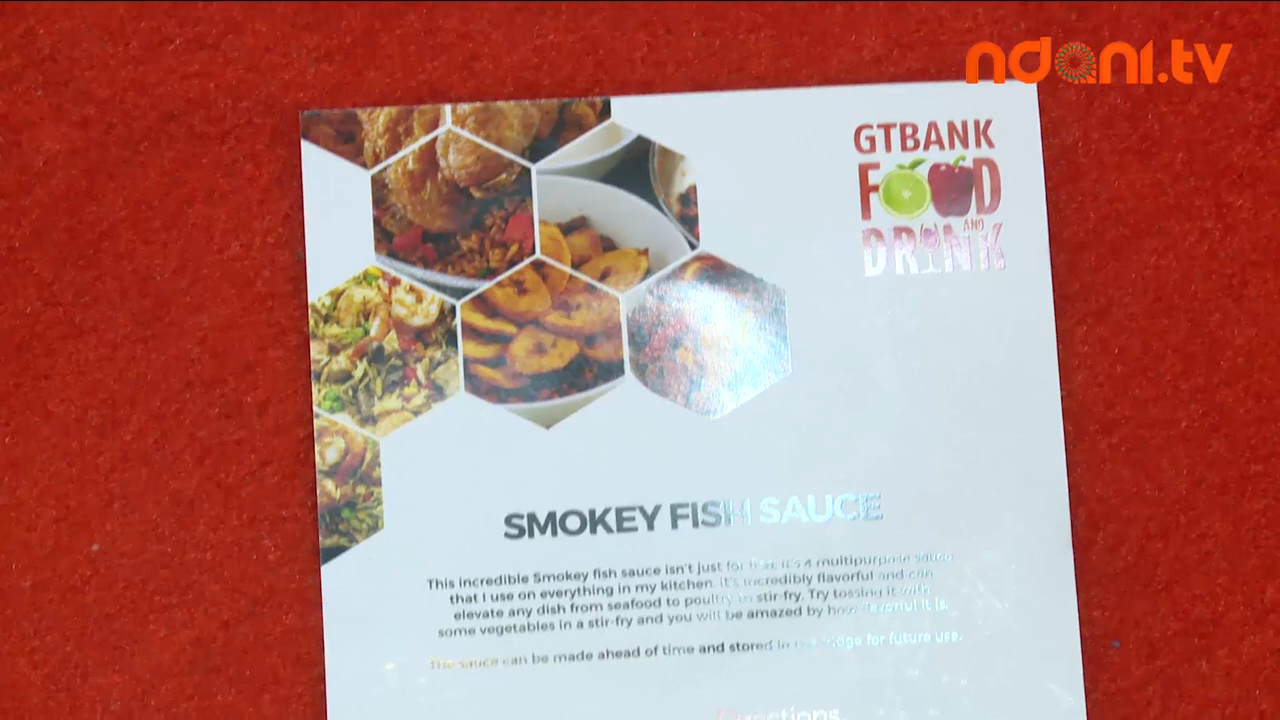 ndani.tv
GTBANK
FOOD
AND
DRINK
SMOKEY FISH SAUCE
This incredible Smokey fish sauce isn't just for fish, it's a multipurpose sauce
that I use on everything in my kitchen. It's incredibly flavorful and can
elevate any dish from seafood to poultry to stir-fry. Try tossing it with
some vegetables in a stir-fry and you will be amazed by how flavorful it is.
The sauce can be made ahead of time and stored in the fridge for future use.
Directions